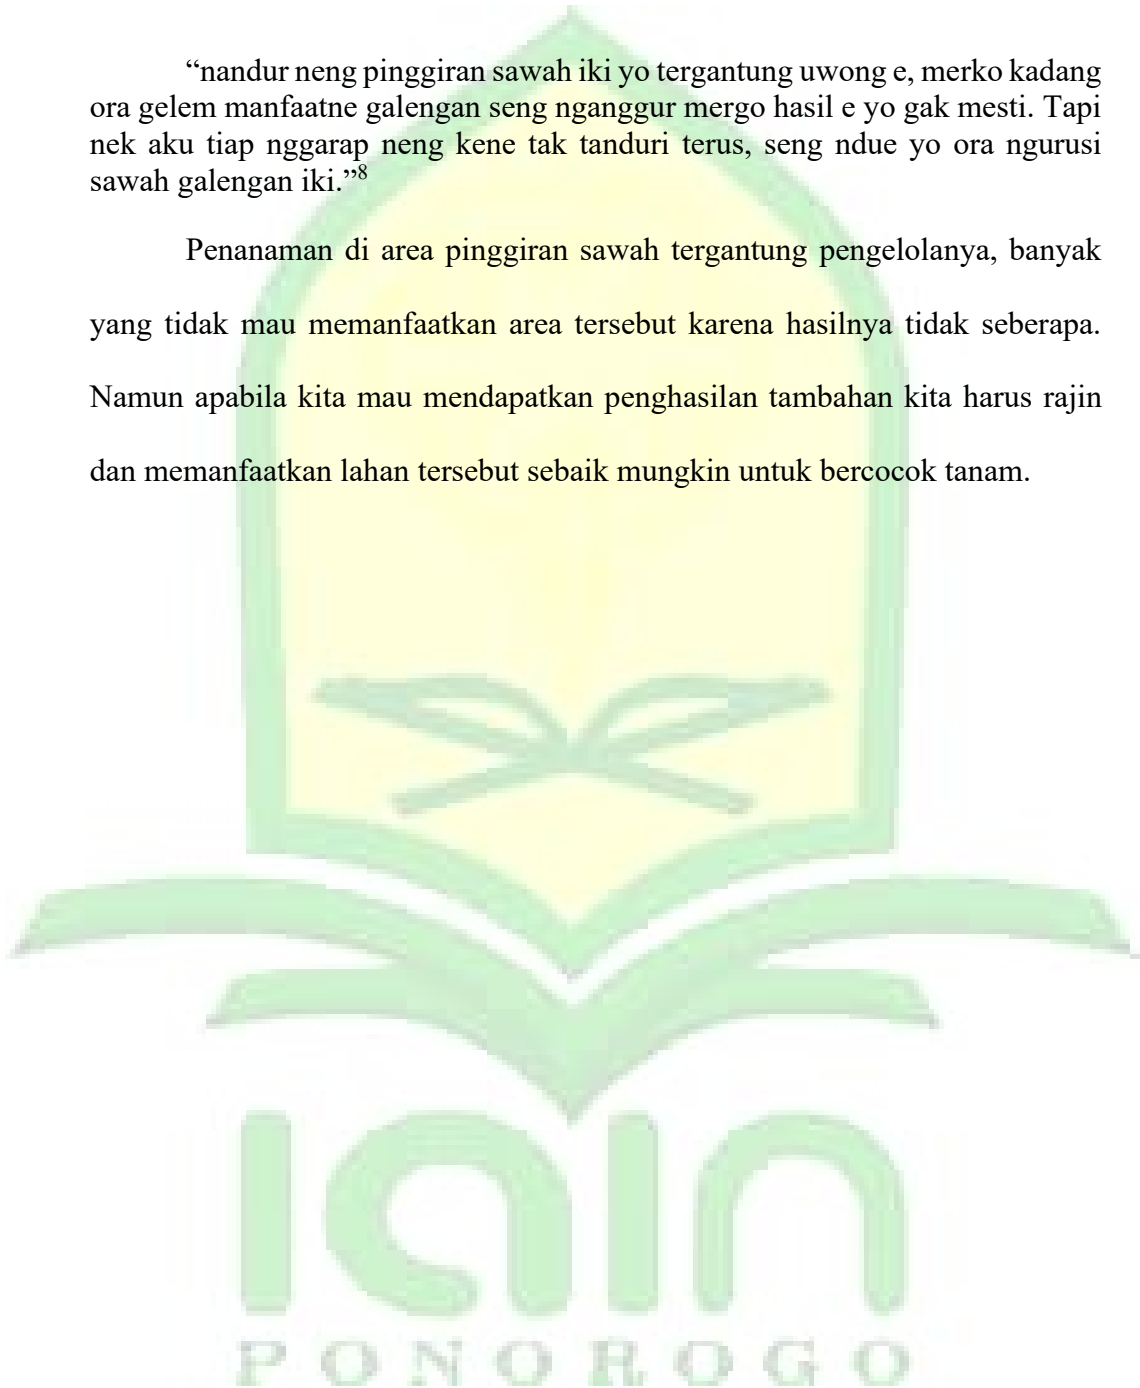 “nandur neng pinggiran sawah iki yo tergantung uwong e, merko kadang
ora gelem manfaatne galengan seng nganggur mergo hasil e yo gak mesti. Tapi
nek aku tiap nggarap neng kene tak tanduri terus, seng ndue yo ora ngurusi
sawah galengan iki.”8
Penanaman di area pinggiran sawah tergantung pengelolanya, banyak
yang tidak mau memanfaatkan area tersebut karena hasilnya tidak seberapa.
Namun apabila kita mau mendapatkan penghasilan tambahan kita harus rajin
dan memanfaatkan lahan tersebut sebaik mungkin untuk bercocok tanam.
iain
PONOROGO